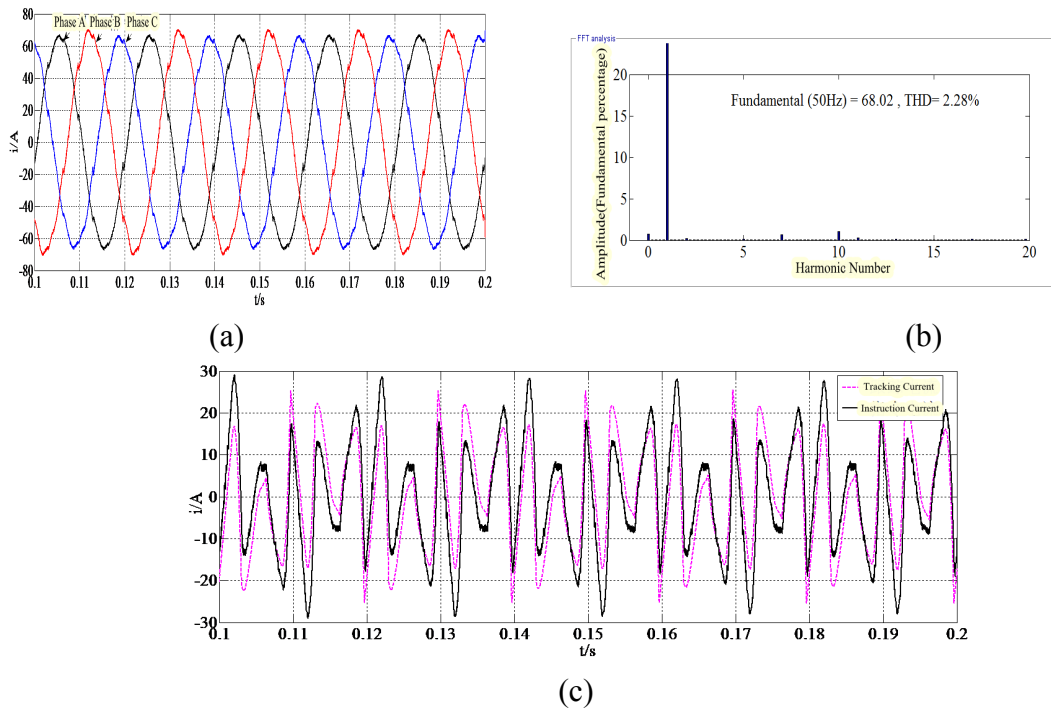 Phase A Phase B Phase C
80
60
40
20
0
-20
-40
-60
-80
i/A
0.1 0.11 0.12 0.13 0.14 0.15 0.16 0.17 0.18 0.19 0.2
t/s
(a)
FFT analysis
Fundamental (50Hz) = 68.02 , THD= 2.28%
Amplitude(Fundamental percentage)
20
15
10
5
0
0 5 10 15 20
Harmonic Number
(b)
Tracking Current
Instruction Current
30
20
10
0
-10
-20
-30
i/A
0.1 0.11 0.12 0.13 0.14 0.15 0.16 0.17 0.18 0.19 0.2
t/s
(c)